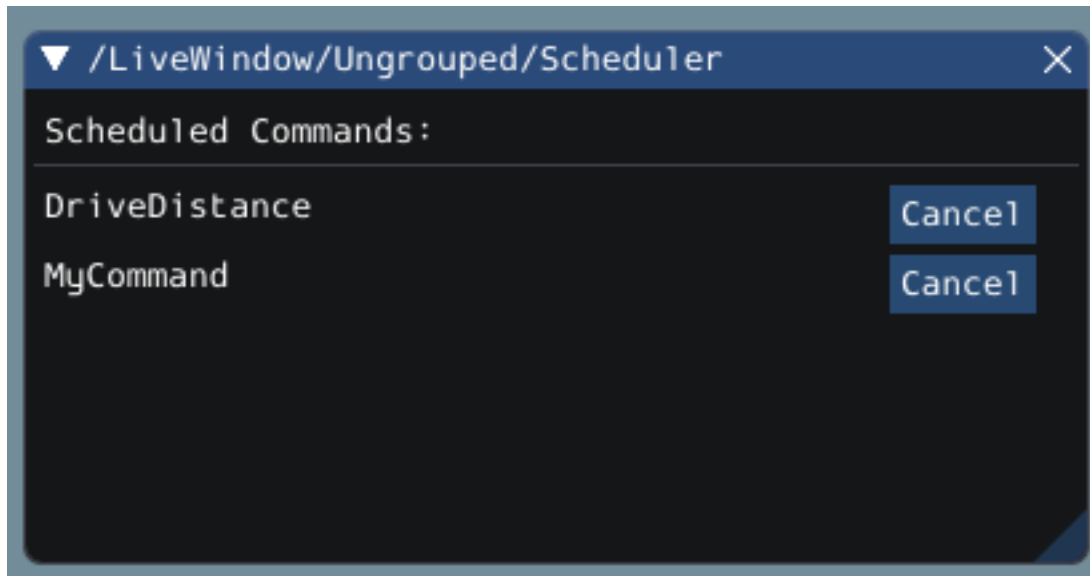 /LiveWindow/Ungrouped/Scheduler
Scheduled Commands:
DriveDistance Cancel
MyCommand Cancel